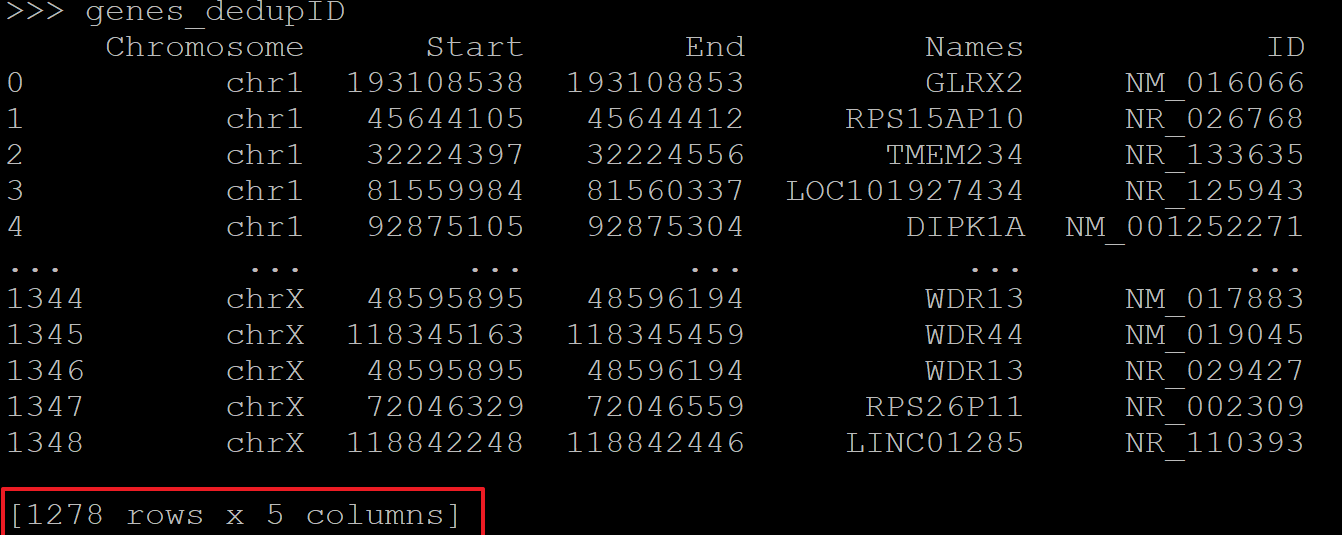 >>> genes_dedupID
Chromosome Start End Names ID
0 chr1 193108538 193108853 GLRX2 NM_016066
1 chr1 45644105 45644412 RPS15AP10 NR_026768
2 chr1 32224397 32224556 TMEM234 NR_133635
3 chr1 81559984 81560337 LOC101927434 NR_125943
4 chr1 92875105 92875304 DIPK1A NM_001252271
... ... ... ... ... ...
1344 chrX 48595895 48596194 WDR13 NM_017883
1345 chrX 118345163 118345459 WDR44 NM_019045
1346 chrX 48595895 48596194 WDR13 NR_029427
1347 chrX 72046329 72046559 RPS26P11 NR_002309
1348 chrX 118842248 118842446 LINC01285 NR_110393
[1278 rows x 5 columns]